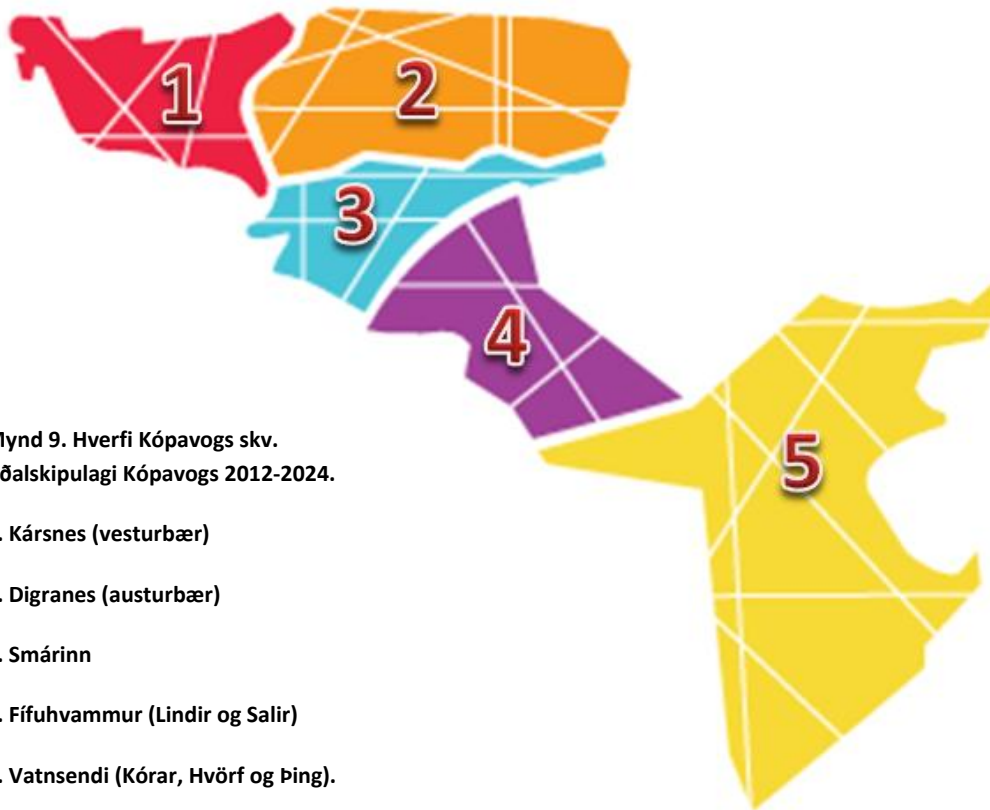 1
2
3
4
5
Mynd 9. Hverfi Kópavogs skv.
ðalskipulagi Kópavogs 2012-2024.
. Kársnes (vesturbær)
. Digranes (austurbær)
. Smárinn
. Fífuhvammur (Lindir og Salir)
. Vatnsendi (Kórar, Hvörf og Þing).